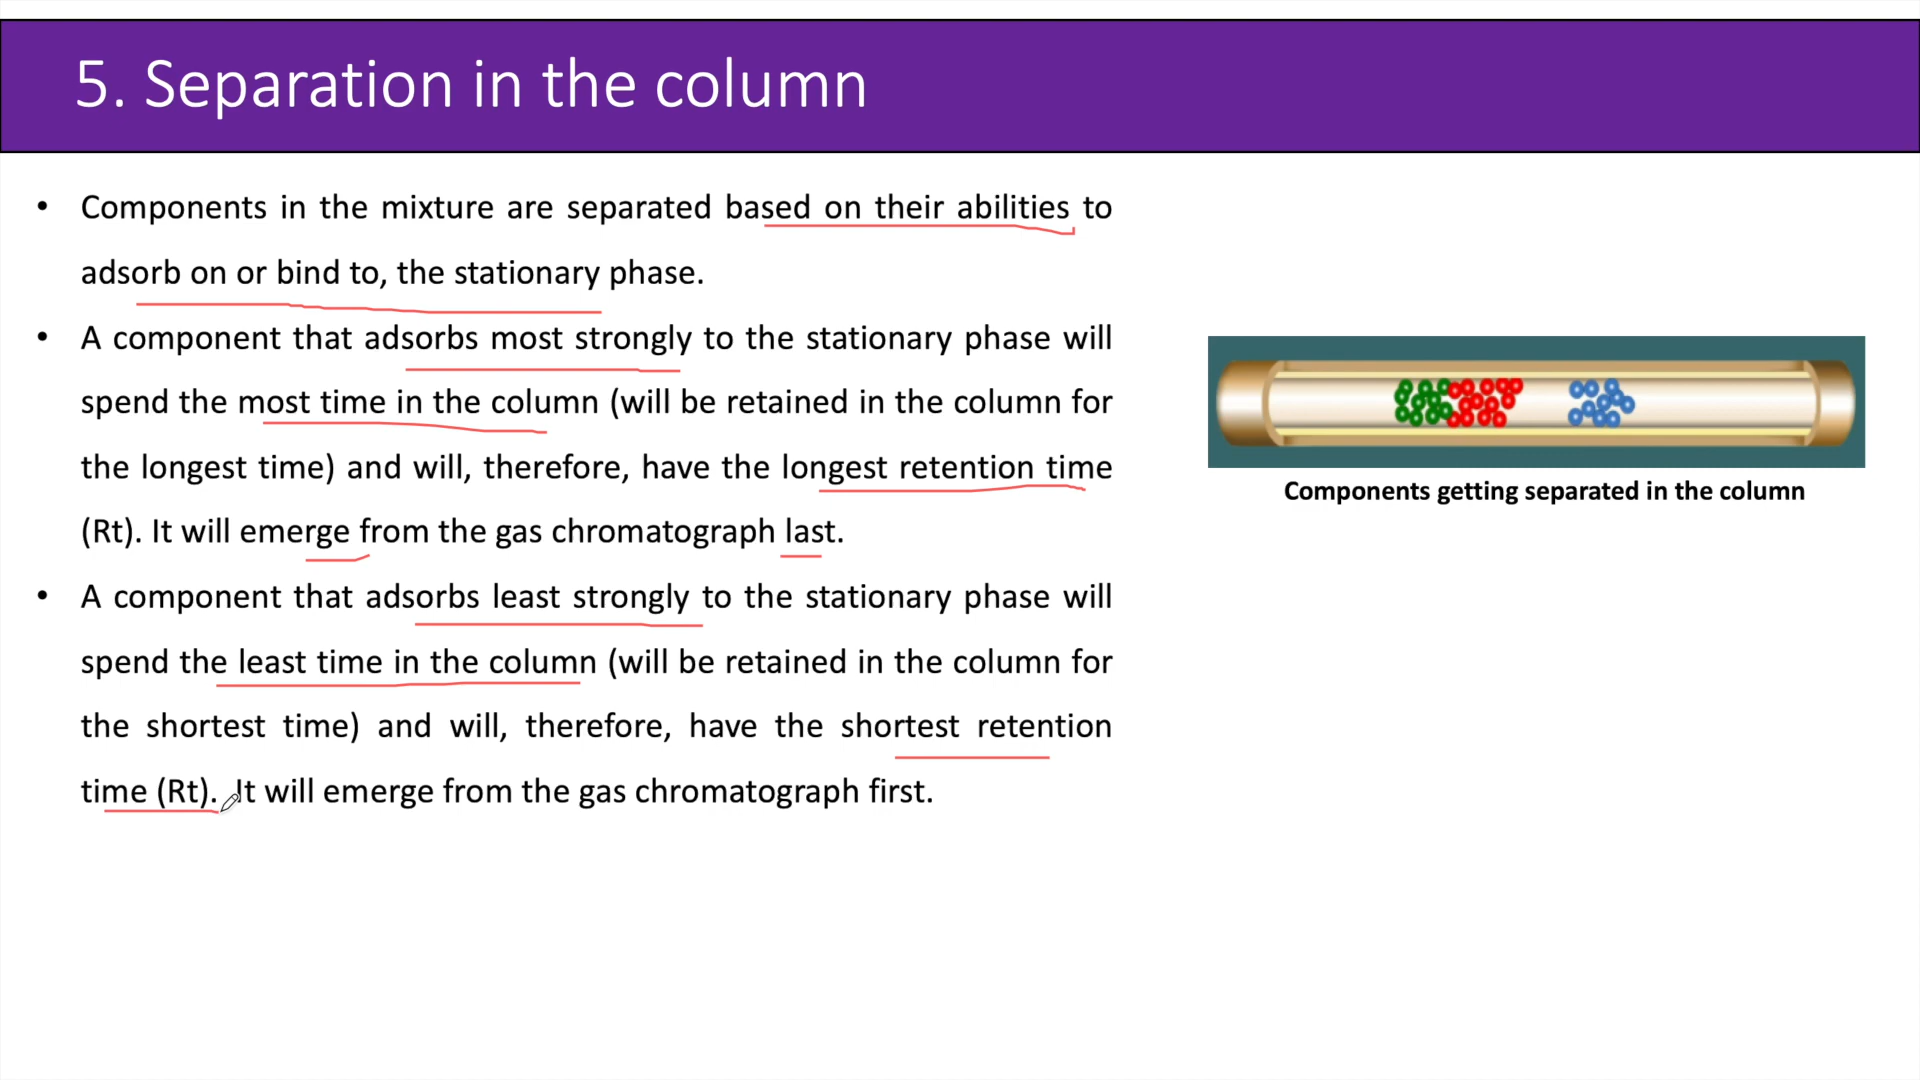 5. Separation in the column
• Components in the mixture are separated based on their abilities to
adsorb on or bind to, the stationary phase.
• A component that adsorbs most strongly to the stationary phase will
spend the most time in the column (will be retained in the column for
the longest time) and will, therefore, have the longest retention time
(Rt). It will emerge from the gas chromatograph last.
• A component that adsorbs least strongly to the stationary phase will
spend the least time in the column (will be retained in the column for
the shortest time) and will, therefore, have the shortest retention
time (Rt). It will emerge from the gas chromatograph first.
Components getting separated in the column